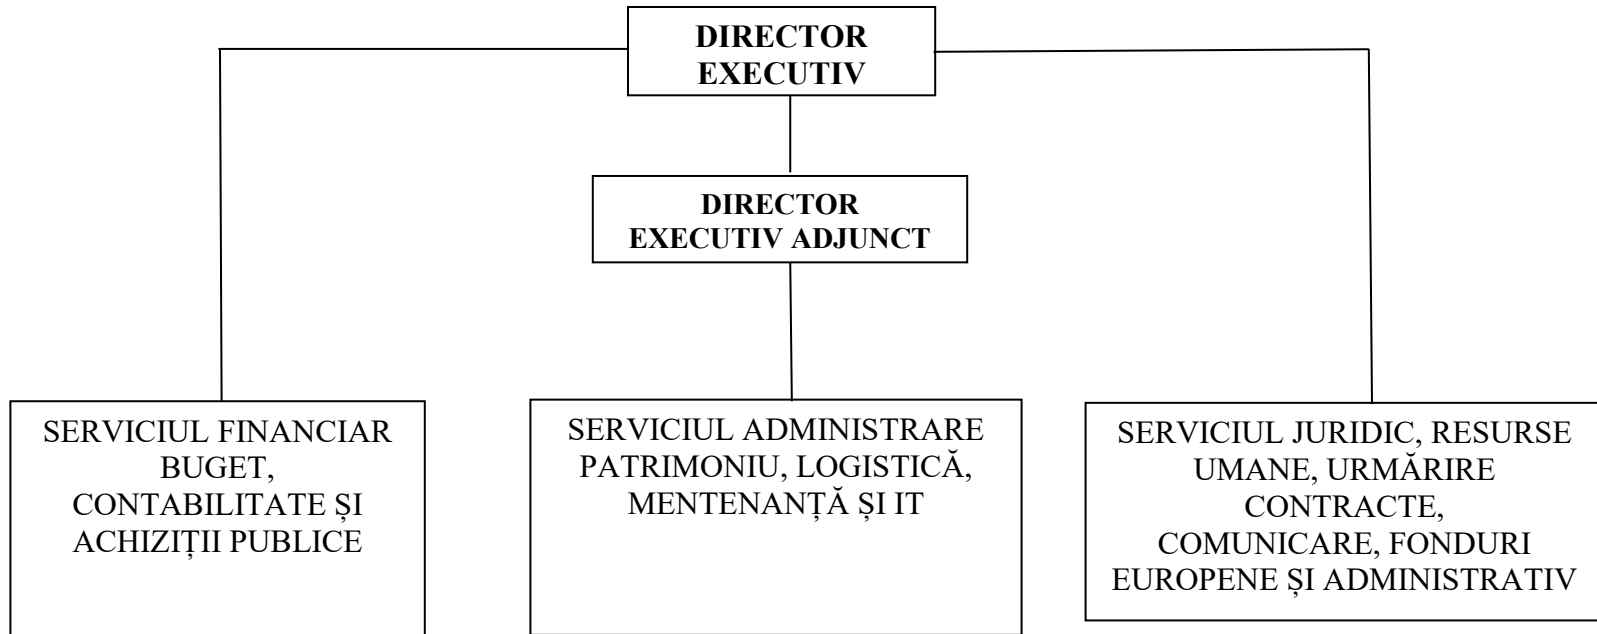 DIRECTOR
EXECUTIV
DIRECTOR
EXECUTIV ADJUNCT
SERVICIUL FINANCIAR
BUGET,
CONTABILITATE ȘI
ACHIZIȚII PUBLICE
SERVICIUL ADMINISTRARE
PATRIMONIU, LOGISTICĂ,
MENTENANȚĂ ȘI IT
SERVICIUL JURIDIC, RESURSE
UMANE, URMĂRIRE
CONTRACTE,
COMUNICARE, FONDURI
EUROPENE ȘI ADMINISTRATIV